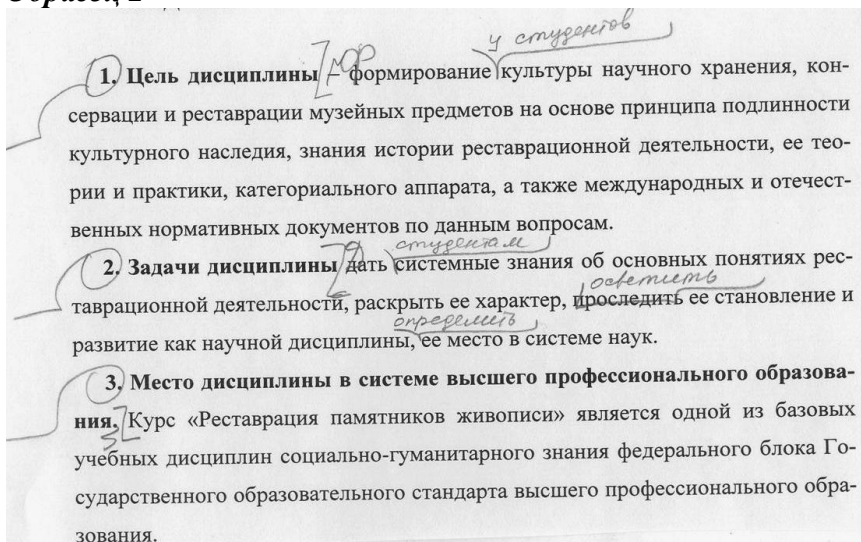 Образец 2
у студентов
1. Цель дисциплины – формирование культуры научного хранения, кон-
сервации и реставрации музейных предметов на основе принципа подлинности
культурного наследия, знания истории реставрационной деятельности, ее тео-
рии и практики, категориального аппарата, а также международных и отечест-
венных нормативных документов по данным вопросам.
студентам
2. Задачи дисциплины дать системные знания об основных понятиях рес-
осветить
таврационной деятельности, раскрыть ее характер, проследить ее становление и
определить
развитие как научной дисциплины, ее место в системе наук.
3. Место дисциплины в системе высшего профессионального образова-
ния. Курс «Реставрация памятников живописи» является одной из базовых
учебных дисциплин социально-гуманитарного знания федерального блока Го-
сударственного образовательного стандарта высшего профессионального обра-
зования.